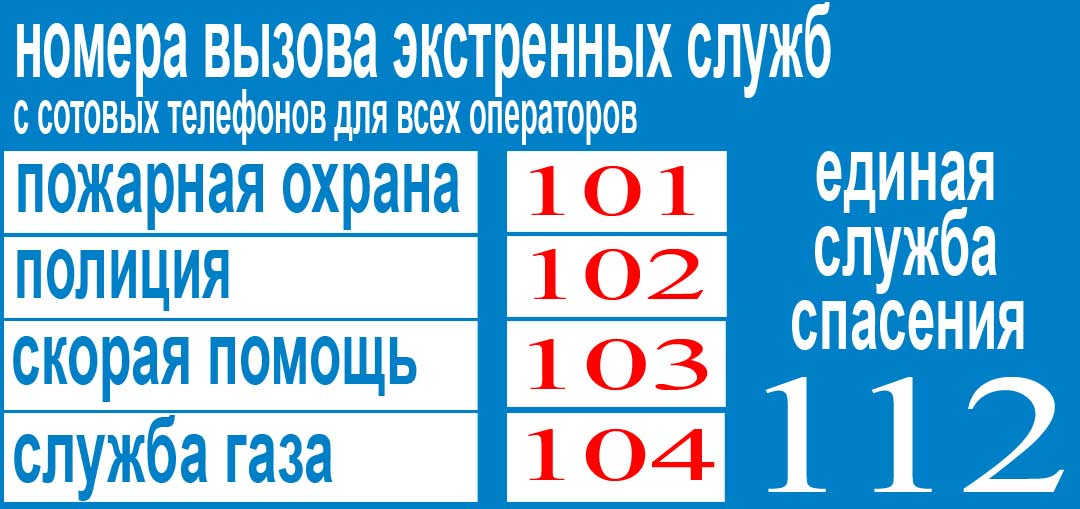 номера вызова экстренных служб
с сотовых телефонов для всех операторов
пожарная охрана 101
полиция 102
скорая помощь 103
служба газа 104
единая
служба
спасения
112